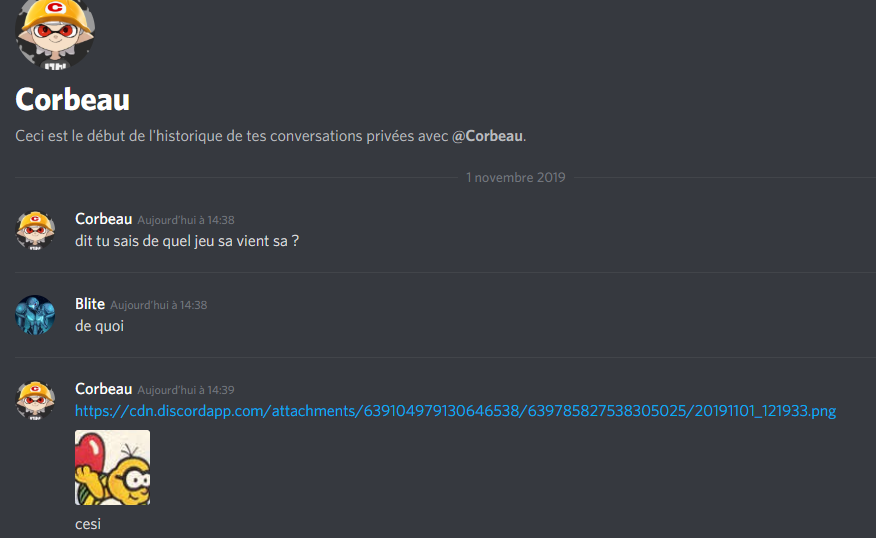 Corbeau
Ceci est le début de l'historique de tes conversations privées avec @Corbeau.
1 novembre 2019
Corbeau Aujourd'hui à 14:38
dit tu sais de quel jeu sa vient sa ?
Blite Aujourd'hui à 14:38
de quoi
Corbeau Aujourd'hui à 14:39
https://cdn.discordapp.com/attachments/639104979130646538/639785827538305025/20191101_121933.png
cesi